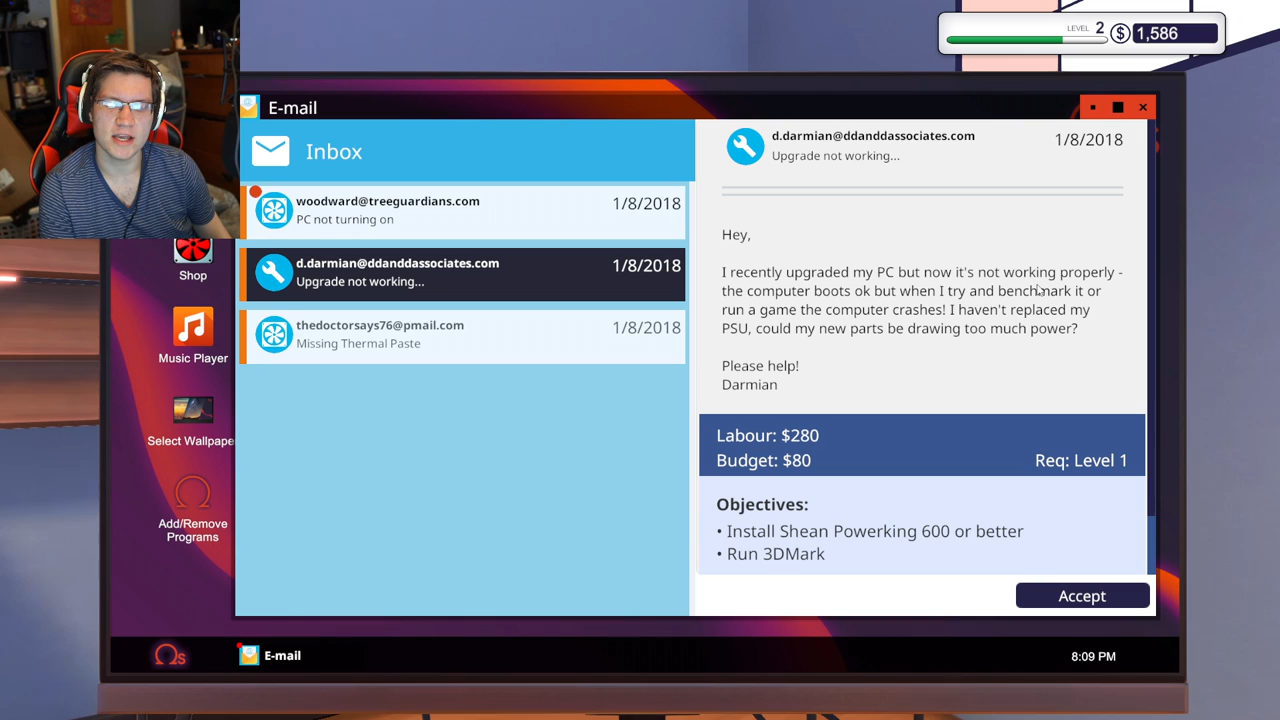 LEVEL 2 $ 1,586
E-mail
Inbox
woodward@treeguardians.com 1/8/2018
PC not turning on
d.darmian@ddanddassociates.com 1/8/2018
Upgrade not working...
thedoctorsays76@pmail.com 1/8/2018
Missing Thermal Paste
d.darmian@ddanddassociates.com 1/8/2018
Upgrade not working...
Hey,
I recently upgraded my PC but now it's not working properly -
the computer boots ok but when I try and benchmark it or
run a game the computer crashes! I haven't replaced my
PSU, could my new parts be drawing too much power?
Please help!
Darmian
Labour: $280
Budget: $80 Req: Level 1
Objectives:
• Install Shean Powerking 600 or better
• Run 3DMark
Accept
Shop
Music Player
Select Wallpape
Add/Remove
Programs
Ωs E-mail 8:09 PM